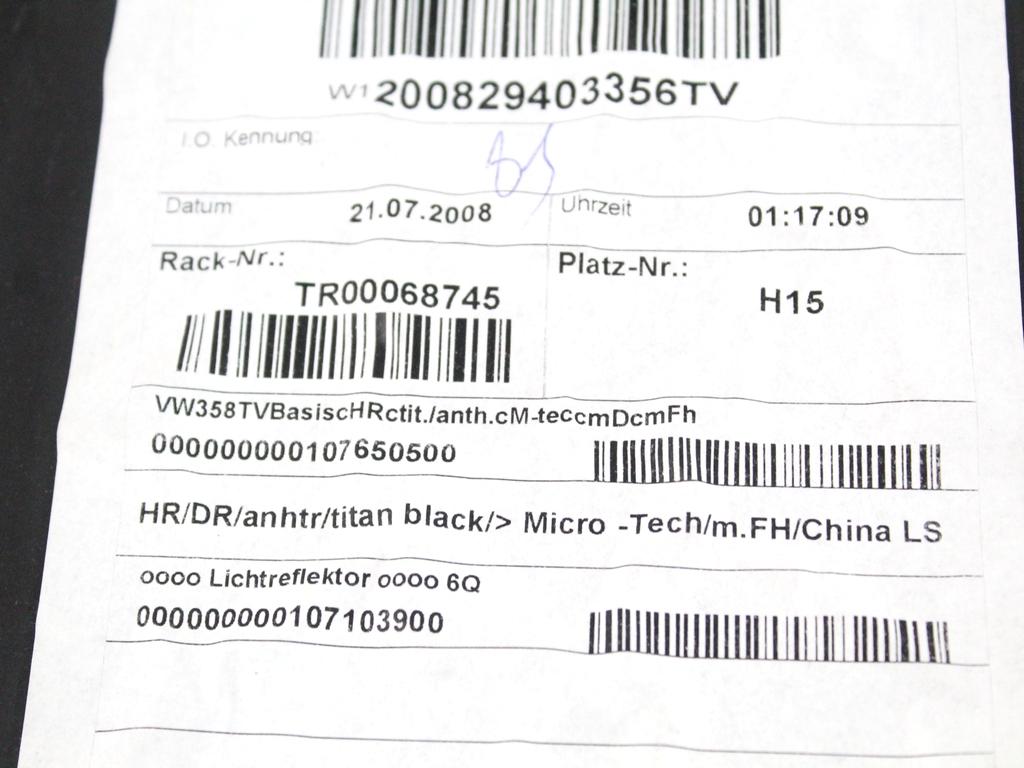 W1200829403356TV
I.O. Kennung:
Datum 21.07.2008 Uhrzeit 01:17:09
Rack-Nr.: Platz-Nr.:
TR00068745 H15
VW358TVBasiscHRctit./anth.cM-teccmDcmFh
000000000107650500
HR/DR/anhtr/titan black/> Micro -Tech/m.FH/China LS
oooo Lichtreflektor oooo 6Q
000000000107103900